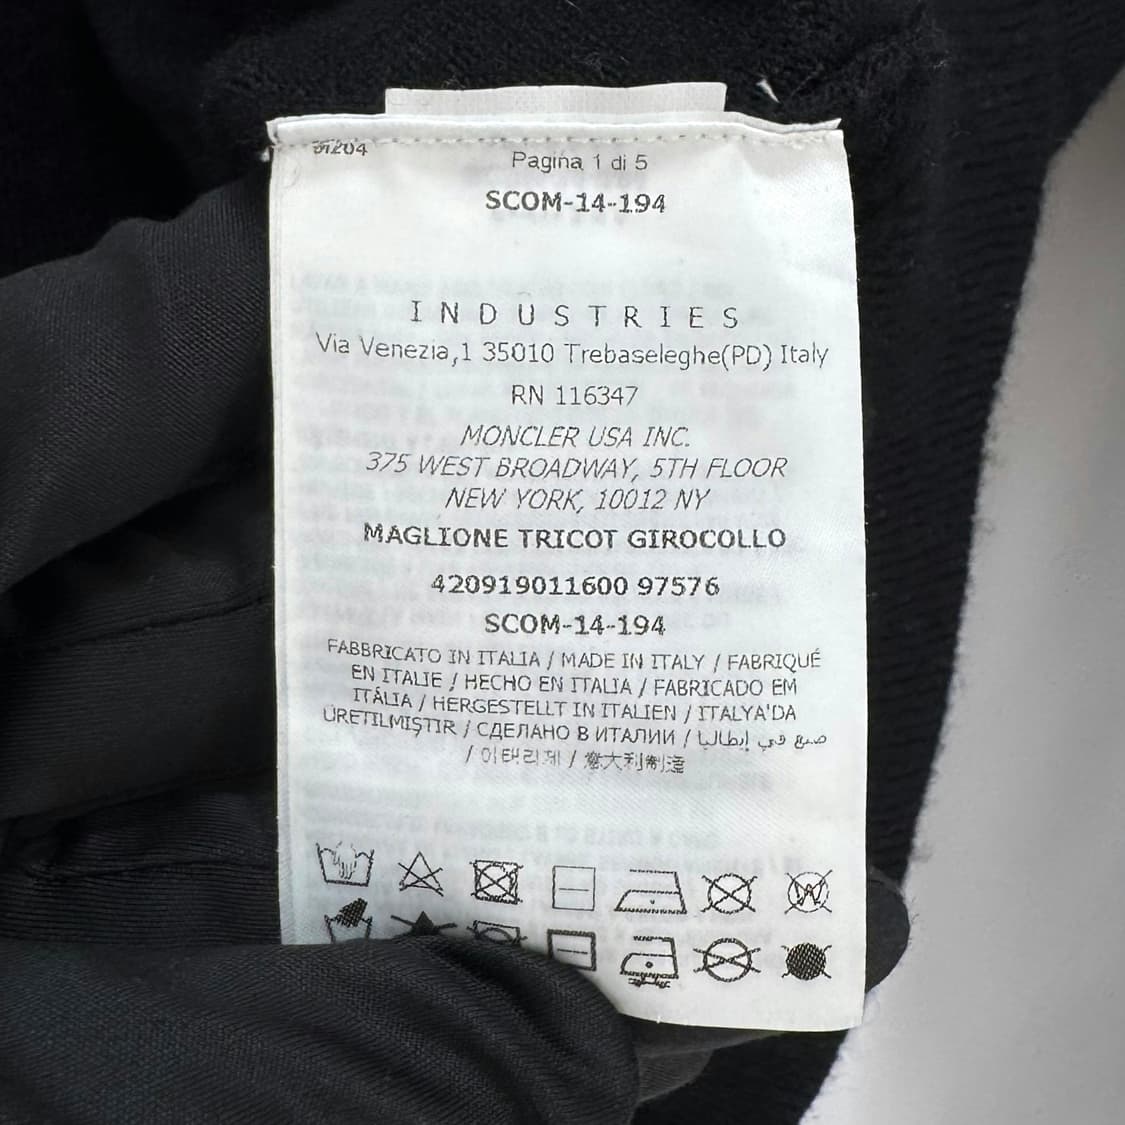 Pagina 1 di 5
SCOM-14-194
INDUSTRIES
Via Venezia,1 35010 Trebaseleghe(PD) Italy
RN 116347
MONCLER USA INC.
375 WEST BROADWAY, 5TH FLOOR
NEW YORK, 10012 NY
MAGLIONE TRICOT GIROCOLLO
420919011600 97576
SCOM-14-194
FABBRICATO IN ITALIA / MADE IN ITALY / FABRIQUÉ
EN ITALIE / HECHO EN ITALIA / FABRICADO EM
ITÁLIA / HERGESTELLT IN ITALIEN / ITALYA'DA
ÜRETILMIŞTIR / СДЕЛАНО В ИТАЛИИ / صنع في إيطاليا
/ 이태리제 / 意大利制造
W